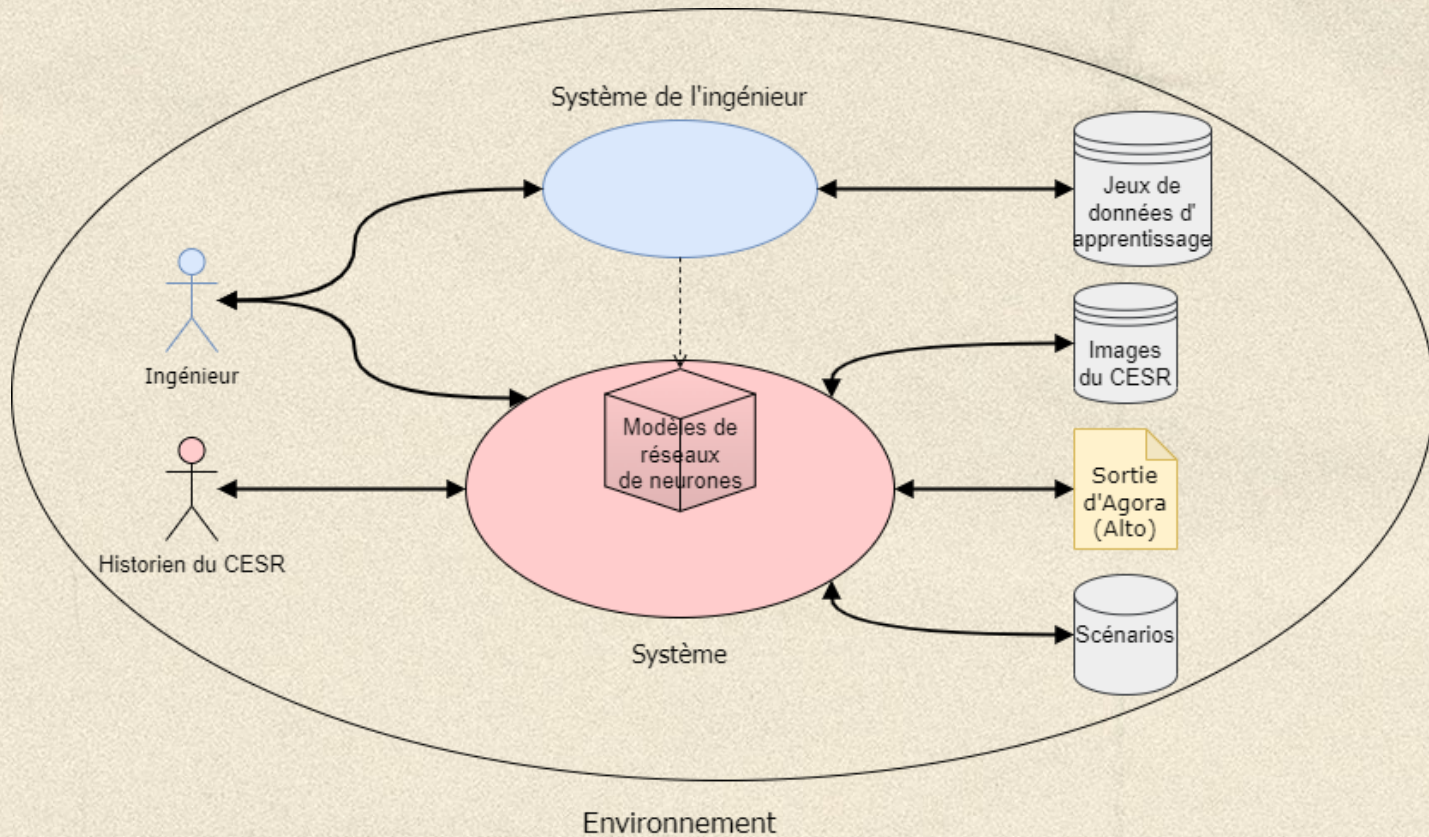 Système de l'ingénieur
Jeux de
données d'
apprentissage
Images
du CESR
Ingénieur
Modèles de
réseaux
de neurones
Sortie
d'Agora
(Alto)
Historien du CESR
Scénarios
Système
Environnement